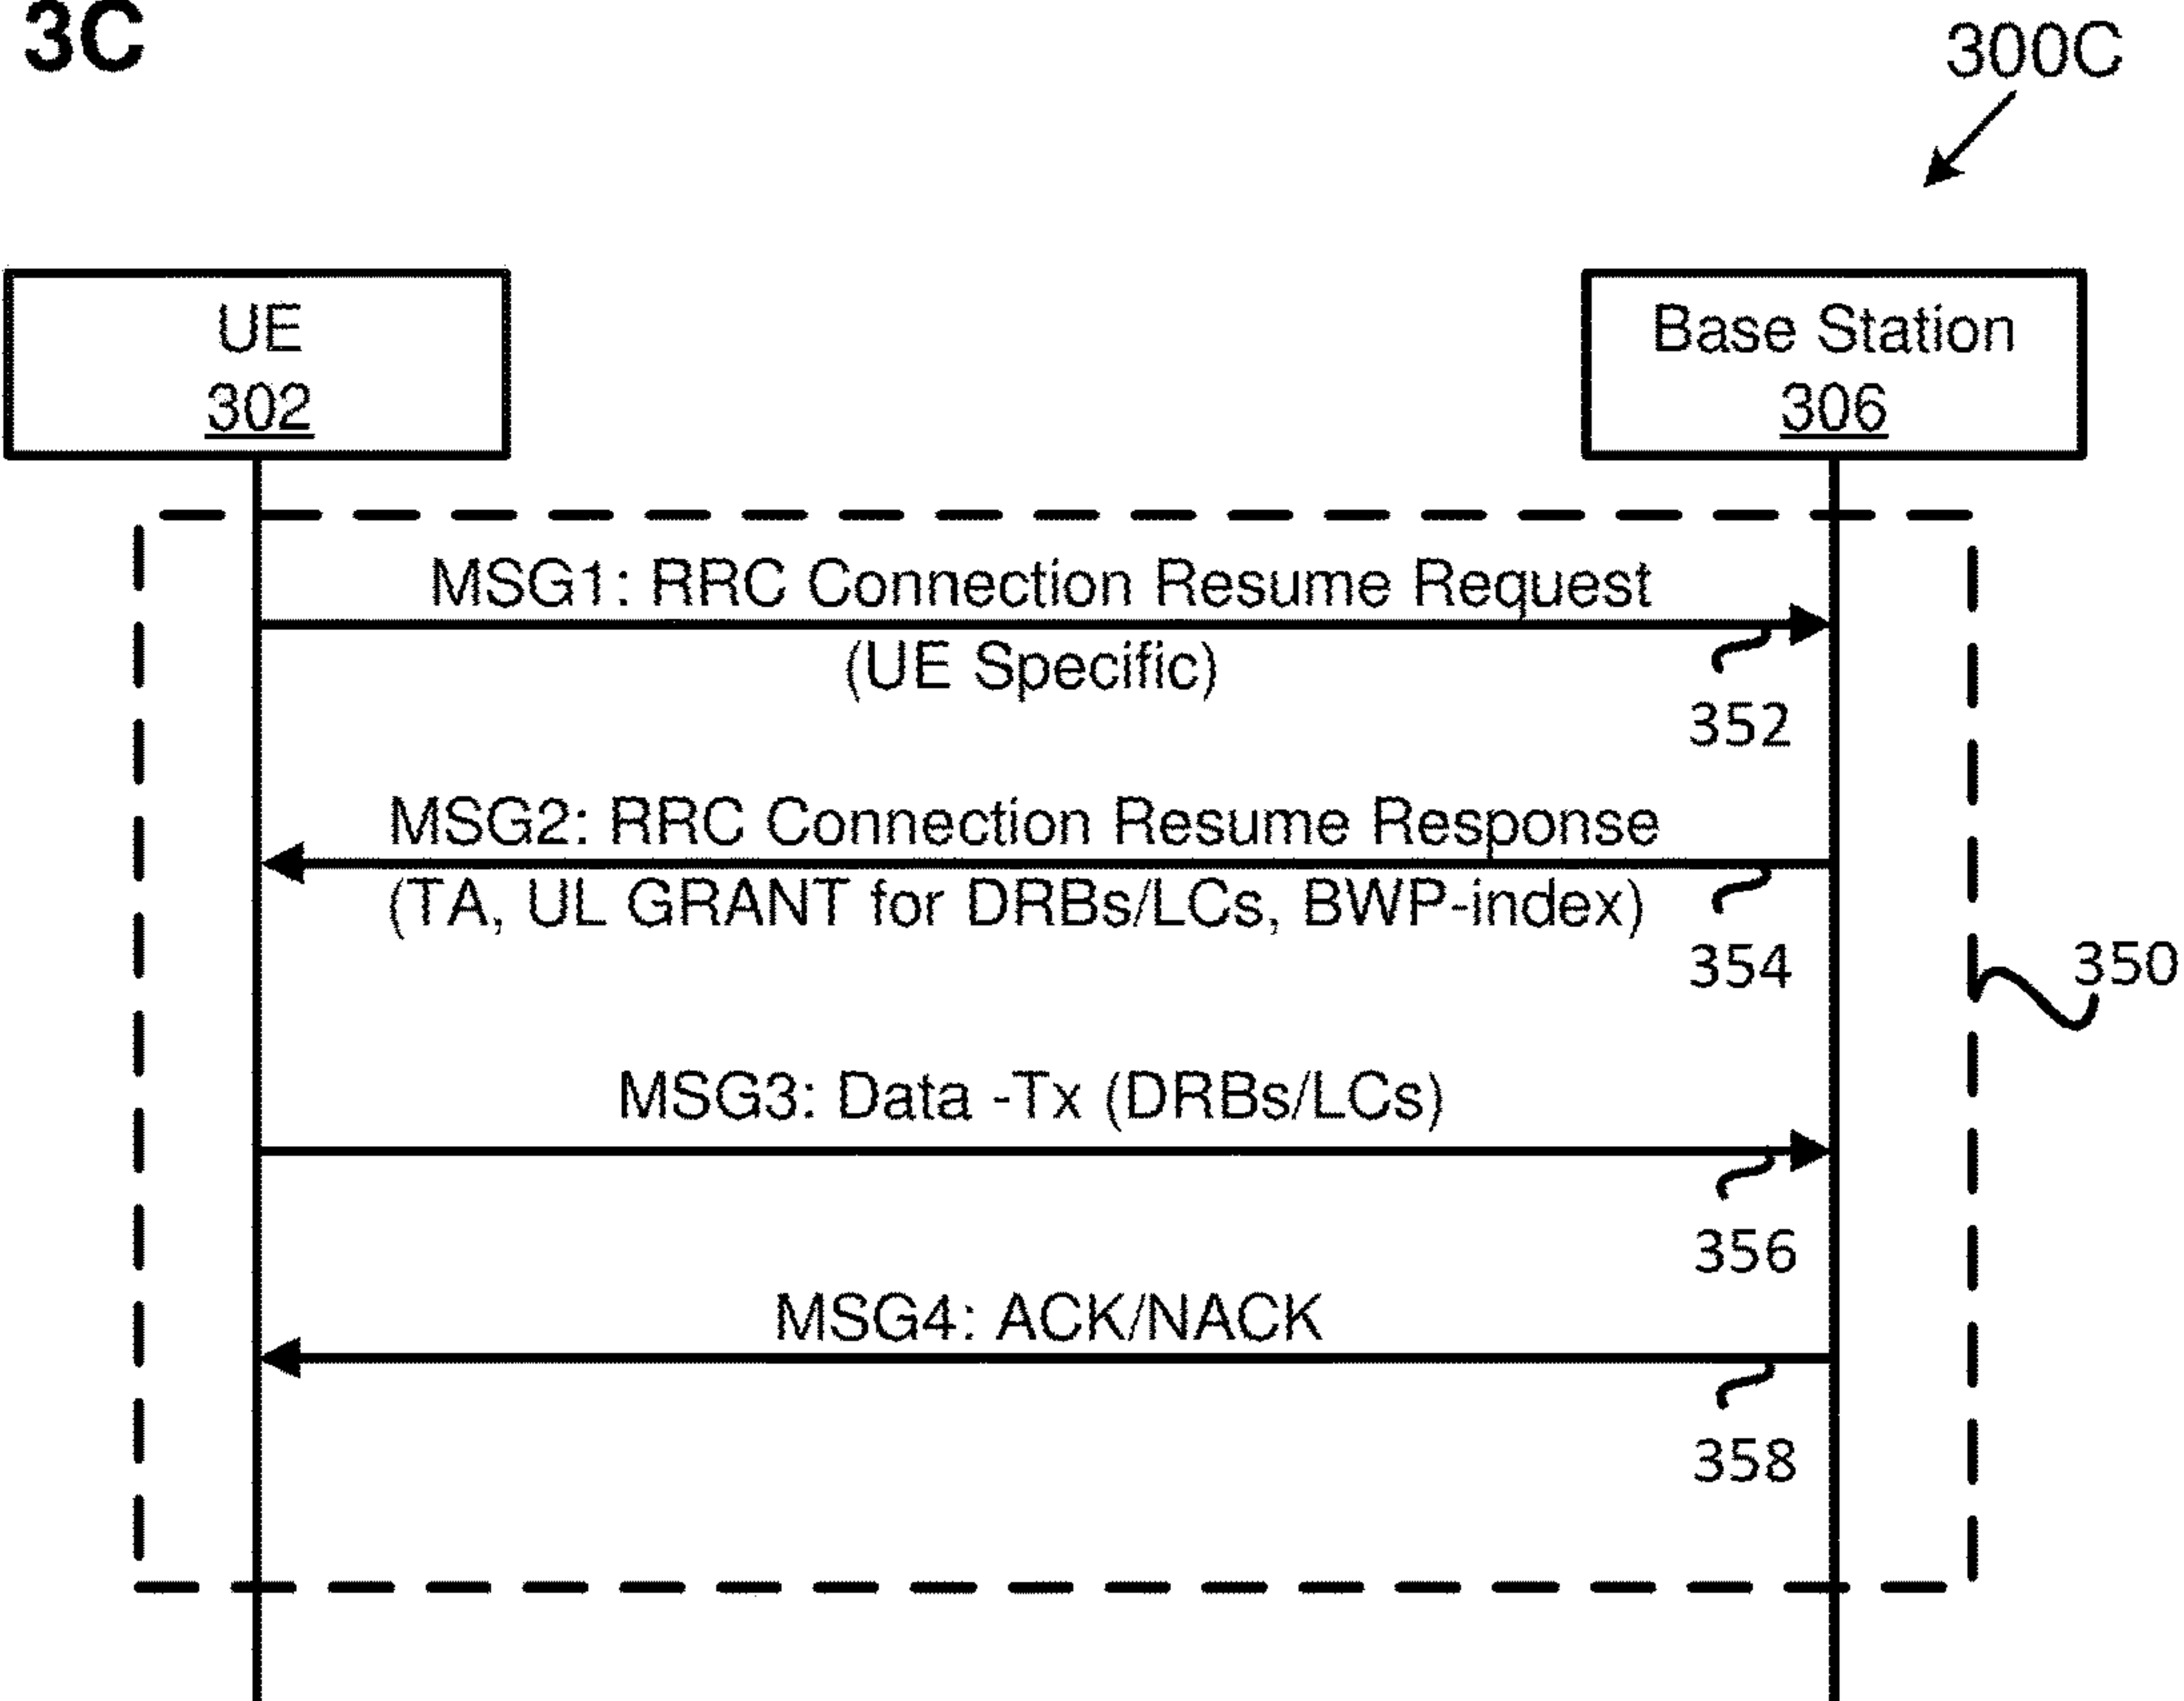 3C
300C
UE
302
Base Station
306
MSG1: RRC Connection Resume Request
(UE Specific)
352
MSG2: RRC Connection Resume Response
(TA, UL GRANT for DRBs/LCs, BWP-index)
354
350
MSG3: Data -Tx (DRBs/LCs)
356
MSG4: ACK/NACK
358